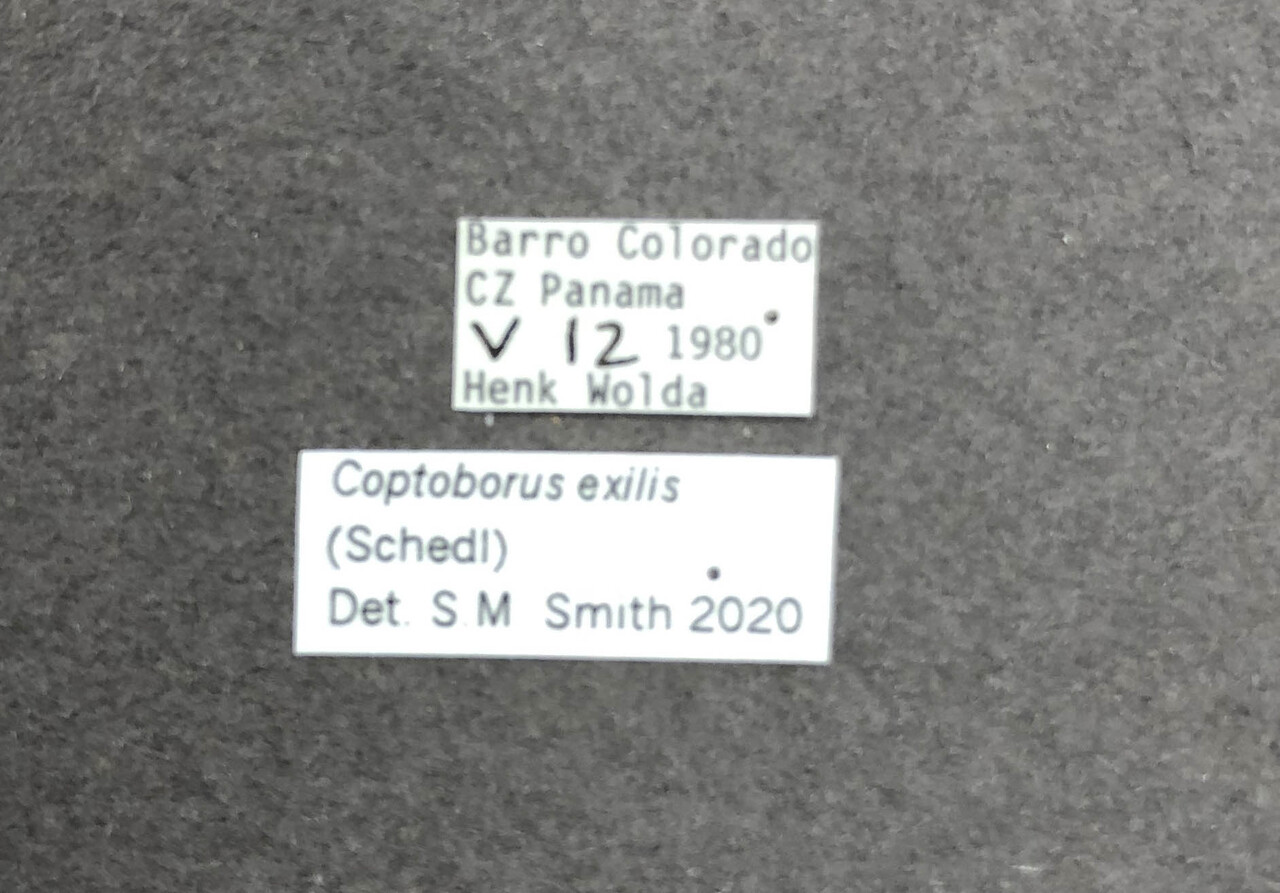 Barro Colorado
CZ Panama
V 12 1980
Henk Wolda
Coptoborus exilis
(Schedl)
Det. S.M Smith 2020